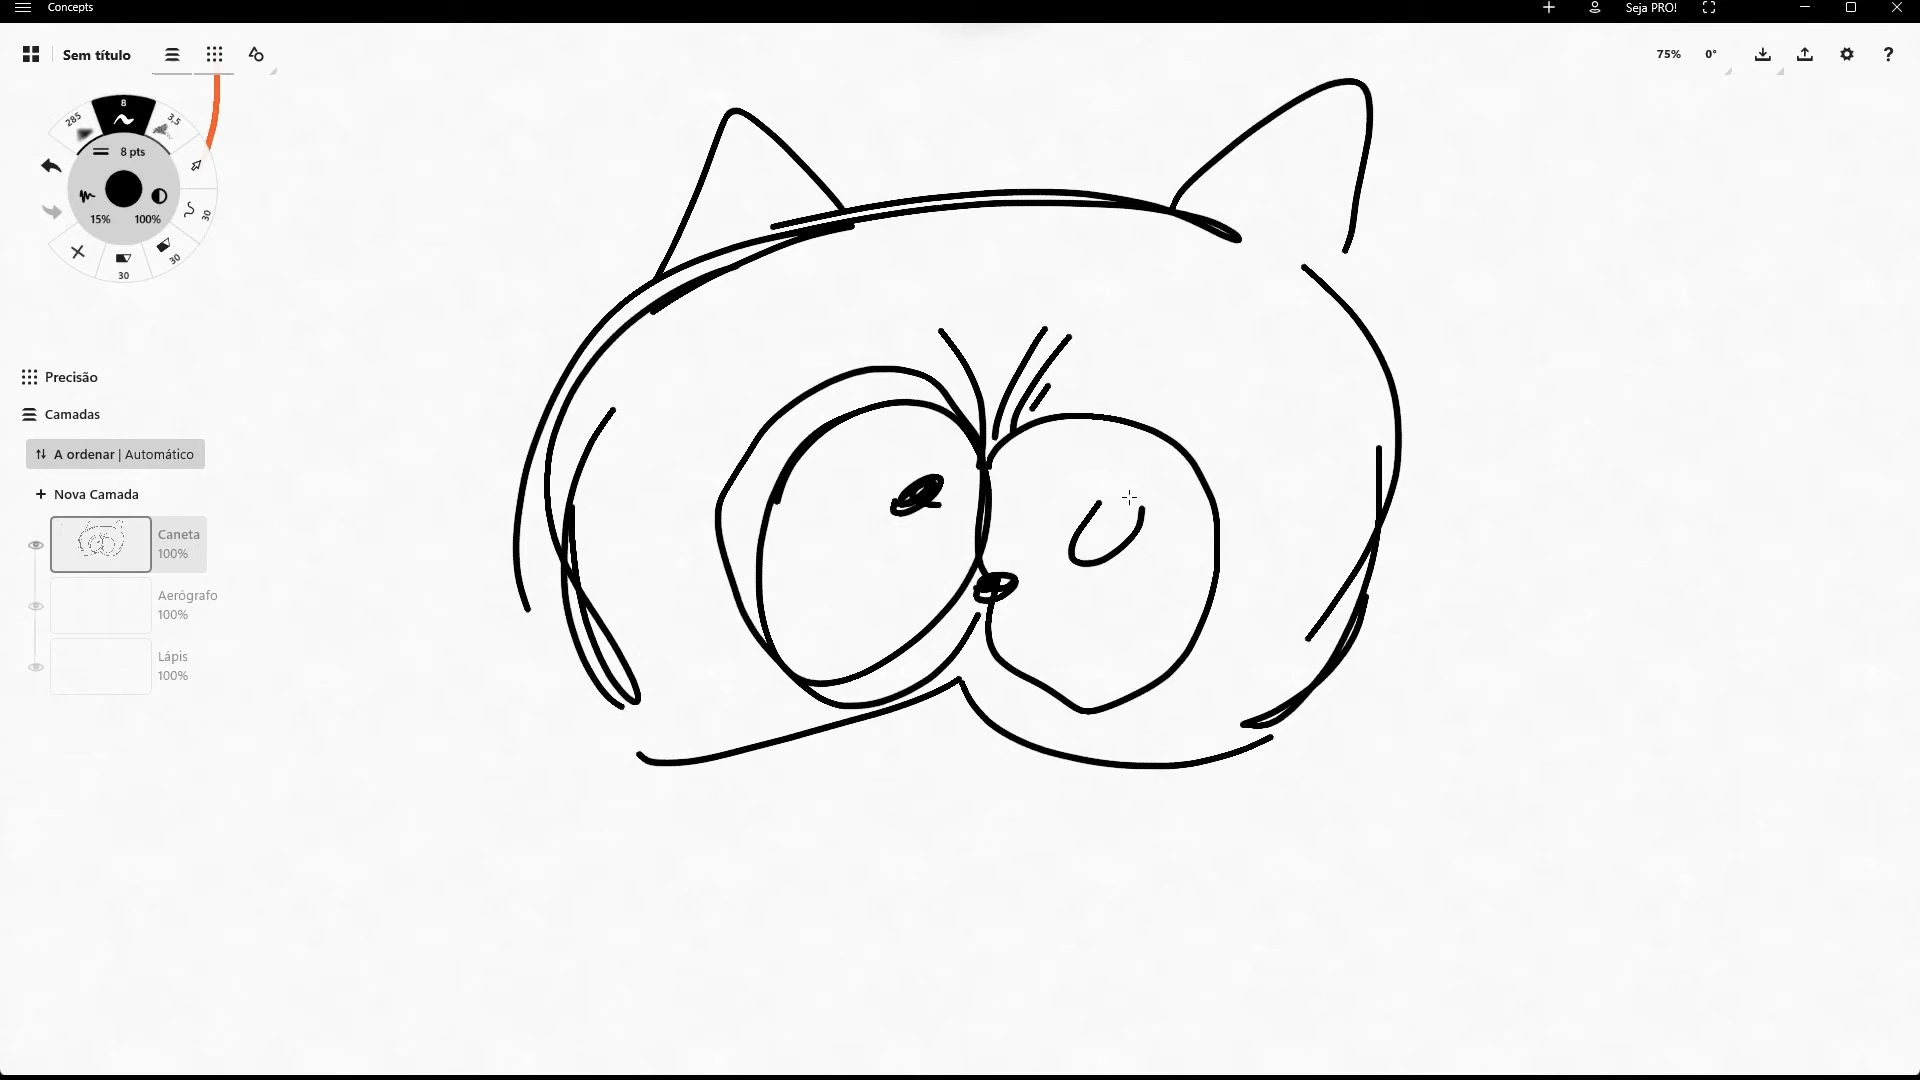 Concepts
Seja PRO!
Sem título
75%
0°
?
8
285
3,5
8 pts
15%
100%
30
30
30
Precisão
Camadas
A ordenar | Automático
+ Nova Camada
Caneta
100%
Aerógrafo
100%
Lápis
100%